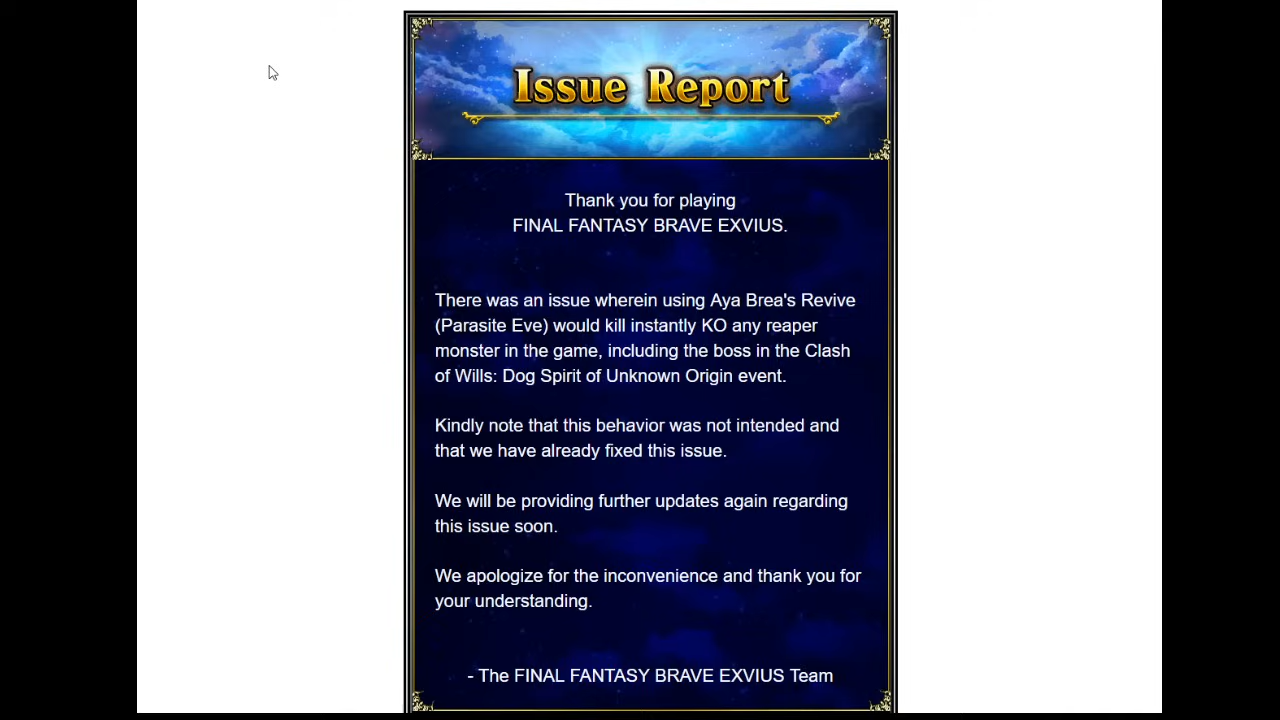 Issue Report
Thank you for playing
FINAL FANTASY BRAVE EXVIUS.
There was an issue wherein using Aya Brea's Revive
(Parasite Eve) would kill instantly KO any reaper
monster in the game, including the boss in the Clash
of Wills: Dog Spirit of Unknown Origin event.
Kindly note that this behavior was not intended and
that we have already fixed this issue.
We will be providing further updates again regarding
this issue soon.
We apologize for the inconvenience and thank you for
your understanding.
- The FINAL FANTASY BRAVE EXVIUS Team